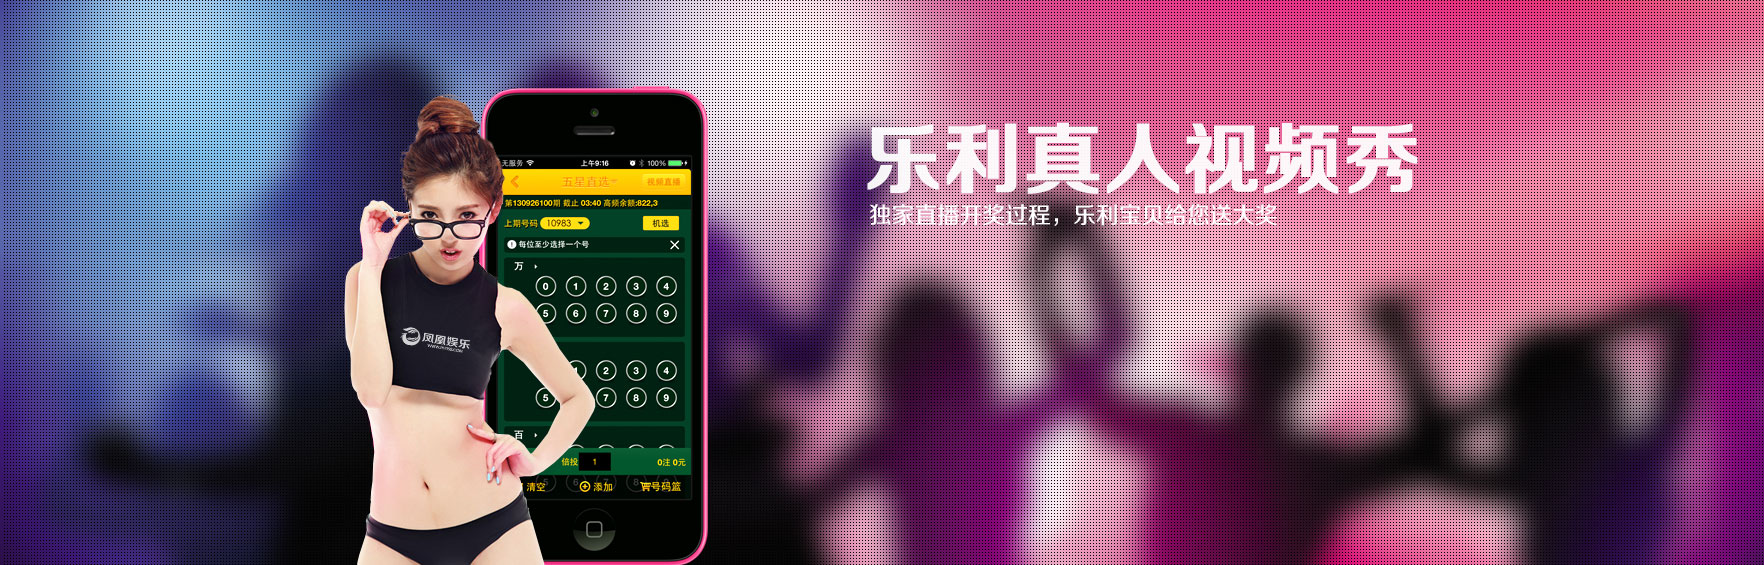 乐利真人视频秀
独家直播开奖过程，乐利宝贝给您送大奖
无服务 上午9:16 100%
五星直选 视频直播
第130926100期 截止 03:40 高频余额:822,3
上期号码 10983 机选
每位至少选择一个号
万
0 1 2 3 4
5 6 7 8 9
1 2 3 4
5 6 7 8 9
百
倍投 1 0注 0元
清空 添加 号码篮
凤凰娱乐